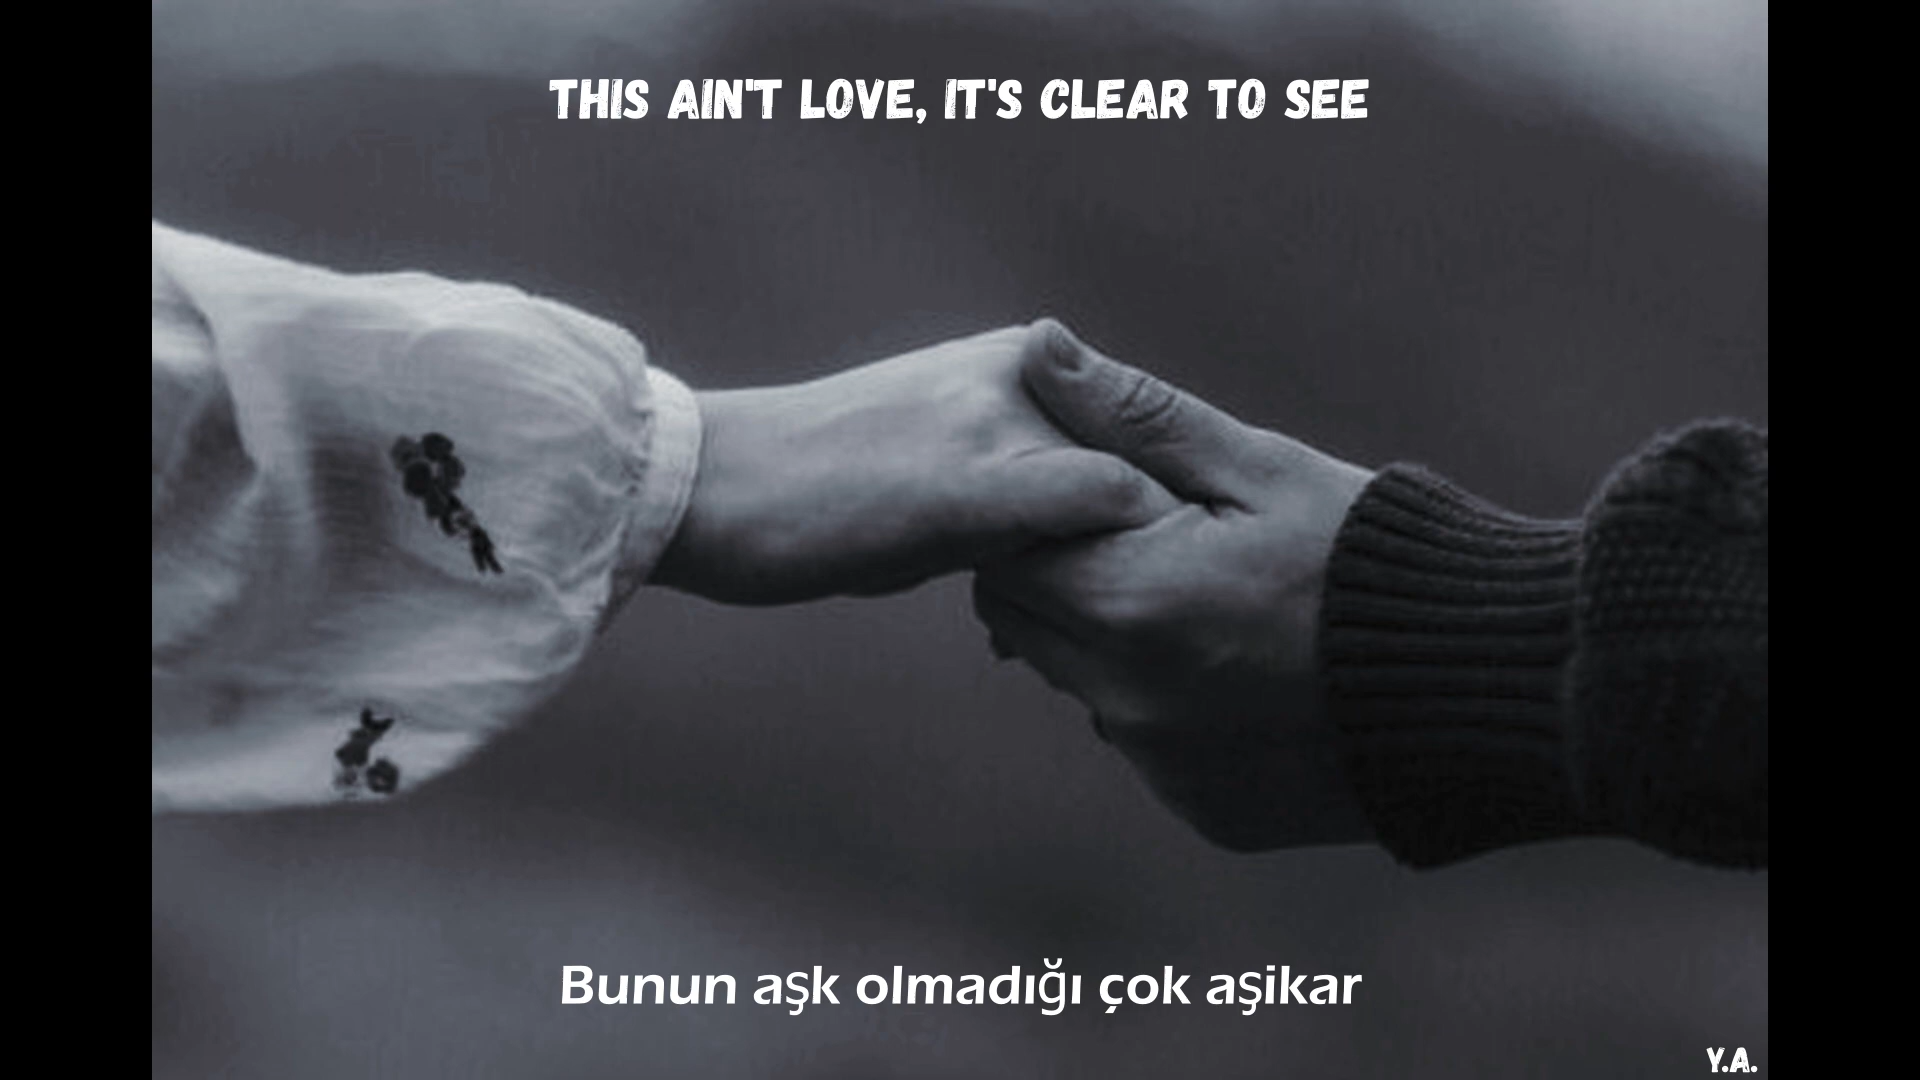 THIS AIN'T LOVE, IT'S CLEAR TO SEE
Bunun aşk olmadığı çok aşikar
Y.A.